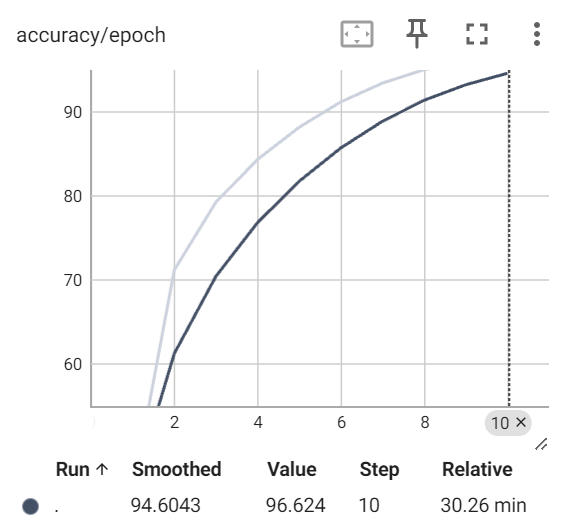 accuracy/epoch
90
80
70
60
2 4 6 8 10 ×
Run ↑ Smoothed Value Step Relative
. 94.6043 96.624 10 30.26 min